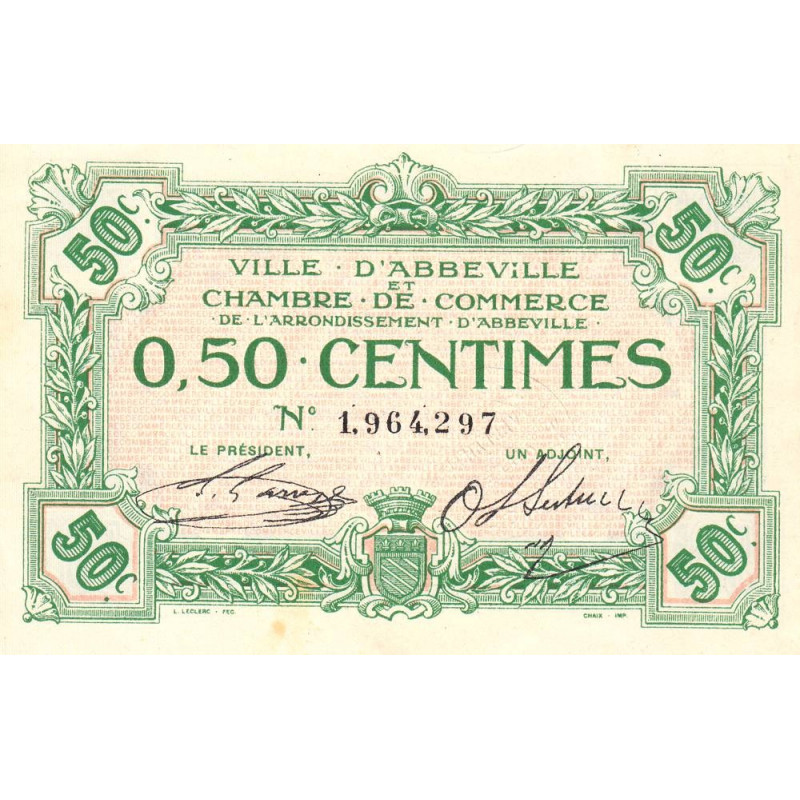 50c.
50c.
VILLE · D'ABBEVILLE
ET
CHAMBRE · DE · COMMERCE
· DE · L'ARRONDISSEMENT · D'ABBEVILLE ·
0,50 · CENTIMES
N° 1,964,297
LE PRÉSIDENT,
UN ADJOINT,
50c.
50c.
L. LECLERC - FEC.
CHAIX - IMP.